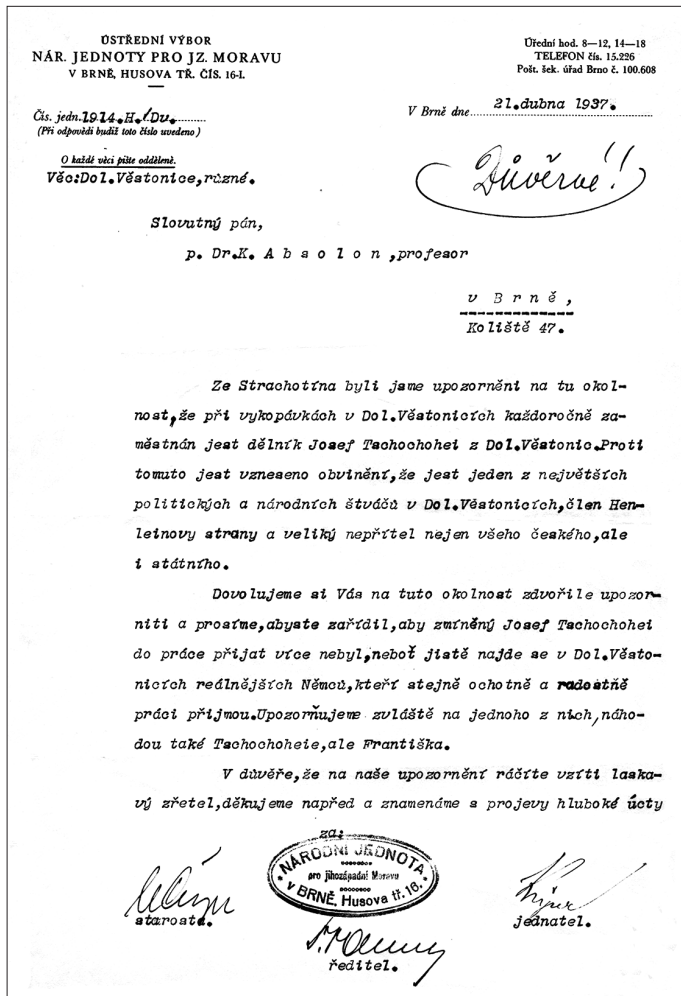 ÚSTŘEDNÍ VÝBOR
NÁR. JEDNOTY PRO JZ. MORAVU
V BRNĚ, HUSOVA TŘ. ČÍS. 16-I.
Úřední hod. 8—12, 14—18
TELEFON čís. 15.226
Pošt. šek. úřad Brno č. 100.608
Čís. jedn. 1914.H./Du.
(Při odpovědi budiž toto číslo uvedeno)
V Brně dne 21.dubna 1937.
O každé věci pište odděleně.
Věc:Dol.Věstonice,různé.
Důvěrné!!
Slovutný pán,
p. Dr.K. A b s o l o n ,profesor
v B r n ě ,
Koliště 47.
Ze Strachotína byli jsme upozorněni na tu okol-
nost,že při vykopávkách v Dol.Věstonicích každoročně za-
městnán jest dělník Josef Tschochohei z Dol.Věstonic.Proti
tomuto jest vzneseno obvinění,že jest jeden z největších
politických a národních štváčů v Dol.Věstonicích,člen Hen-
leinovy strany a veliký nepřítel nejen všeho českého,ale
i státního.
Dovolujeme si Vás na tuto okolnost zdvořile upozor-
niti a prosíme,abyste zařídil,aby zmíněný Josef Tschochohei
do práce přijat více nebyl,neboť jistě najde se v Dol.Věsto-
nicích reálnějších Němců,kteří stejně ochotně a radostně
práci přijmou.Upozorňujeme zvláště na jednoho z nich,náho-
dou také Tschochoheie,ale Františka.
V důvěře,že na naše upozornění ráčíte vzíti laska-
vý zřetel,děkujeme napřed a znamenáme s projevy hluboké úcty
za:
NÁRODNÍ JEDNOTA
pro jihozápadní Moravu
V BRNĚ, Husova tř. 16.
starosta.
jednatel.
ředitel.